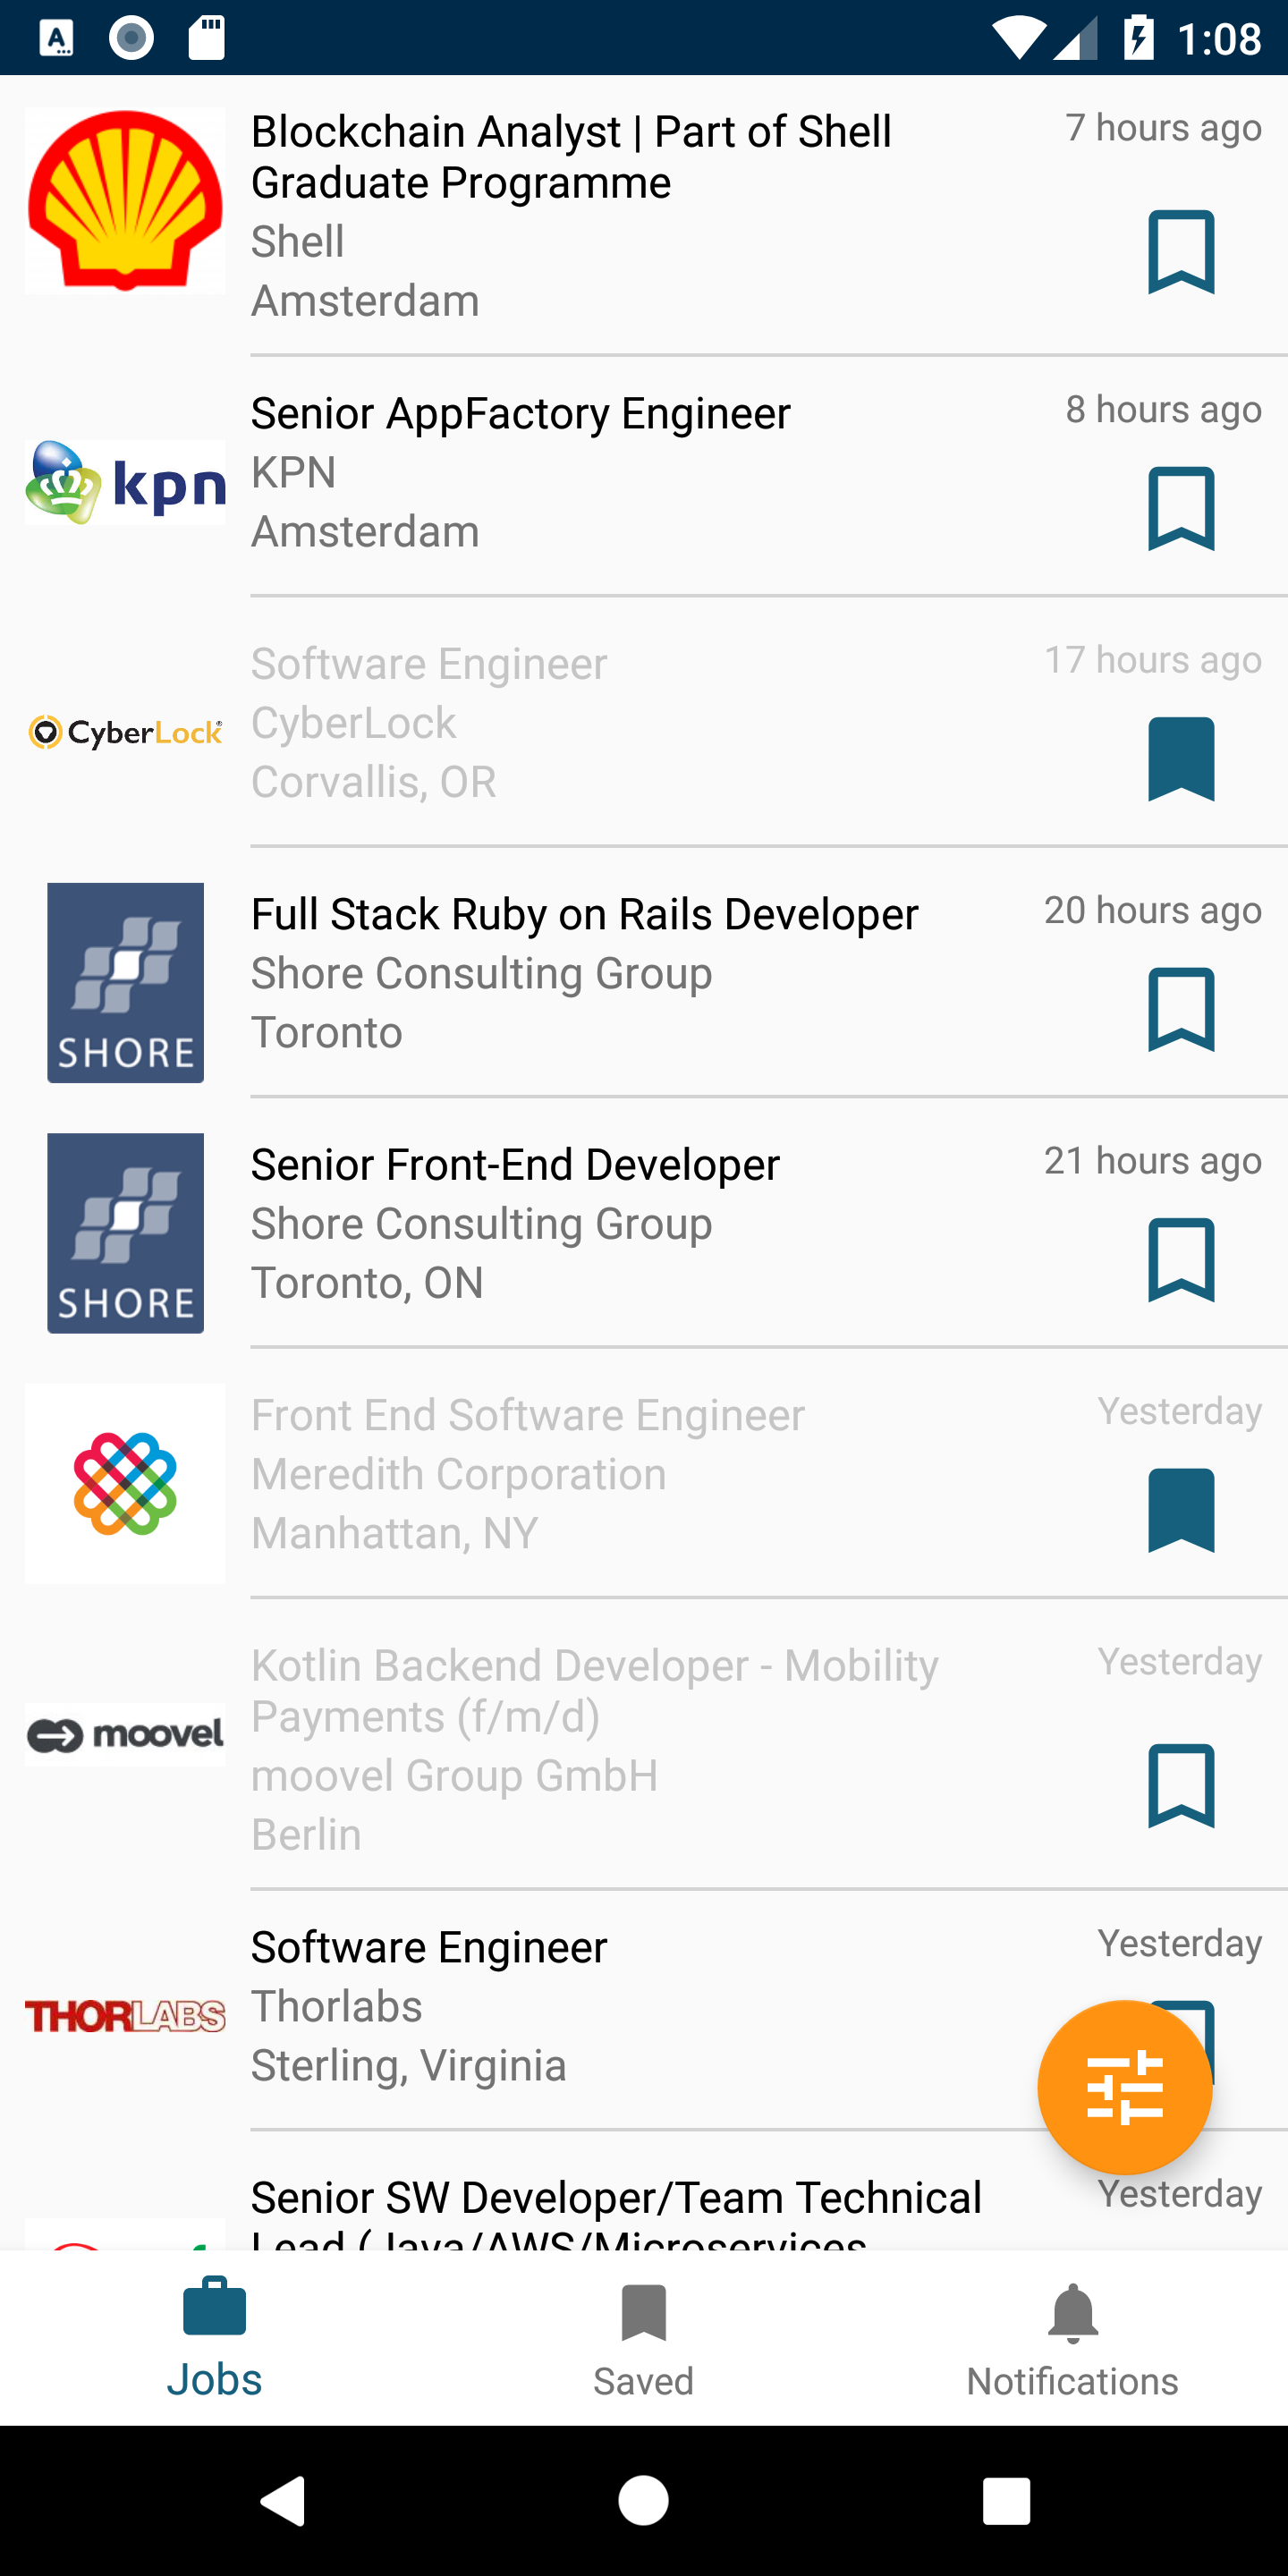 1:08
Blockchain Analyst | Part of Shell
Graduate Programme
7 hours ago
Shell
Amsterdam
Senior AppFactory Engineer
8 hours ago
kpn
KPN
Amsterdam
Software Engineer
17 hours ago
CyberLock
CyberLock
Corvallis, OR
Full Stack Ruby on Rails Developer
20 hours ago
Shore Consulting Group
Toronto
SHORE
Senior Front-End Developer
21 hours ago
Shore Consulting Group
Toronto, ON
SHORE
Front End Software Engineer
Yesterday
Meredith Corporation
Manhattan, NY
Kotlin Backend Developer - Mobility
Payments (f/m/d)
Yesterday
moovel
moovel Group GmbH
Berlin
Software Engineer
Yesterday
THORLABS
Thorlabs
Sterling, Virginia
Senior SW Developer/Team Technical
Lead (Java/AWS/Microservices
Yesterday
Jobs
Saved
Notifications